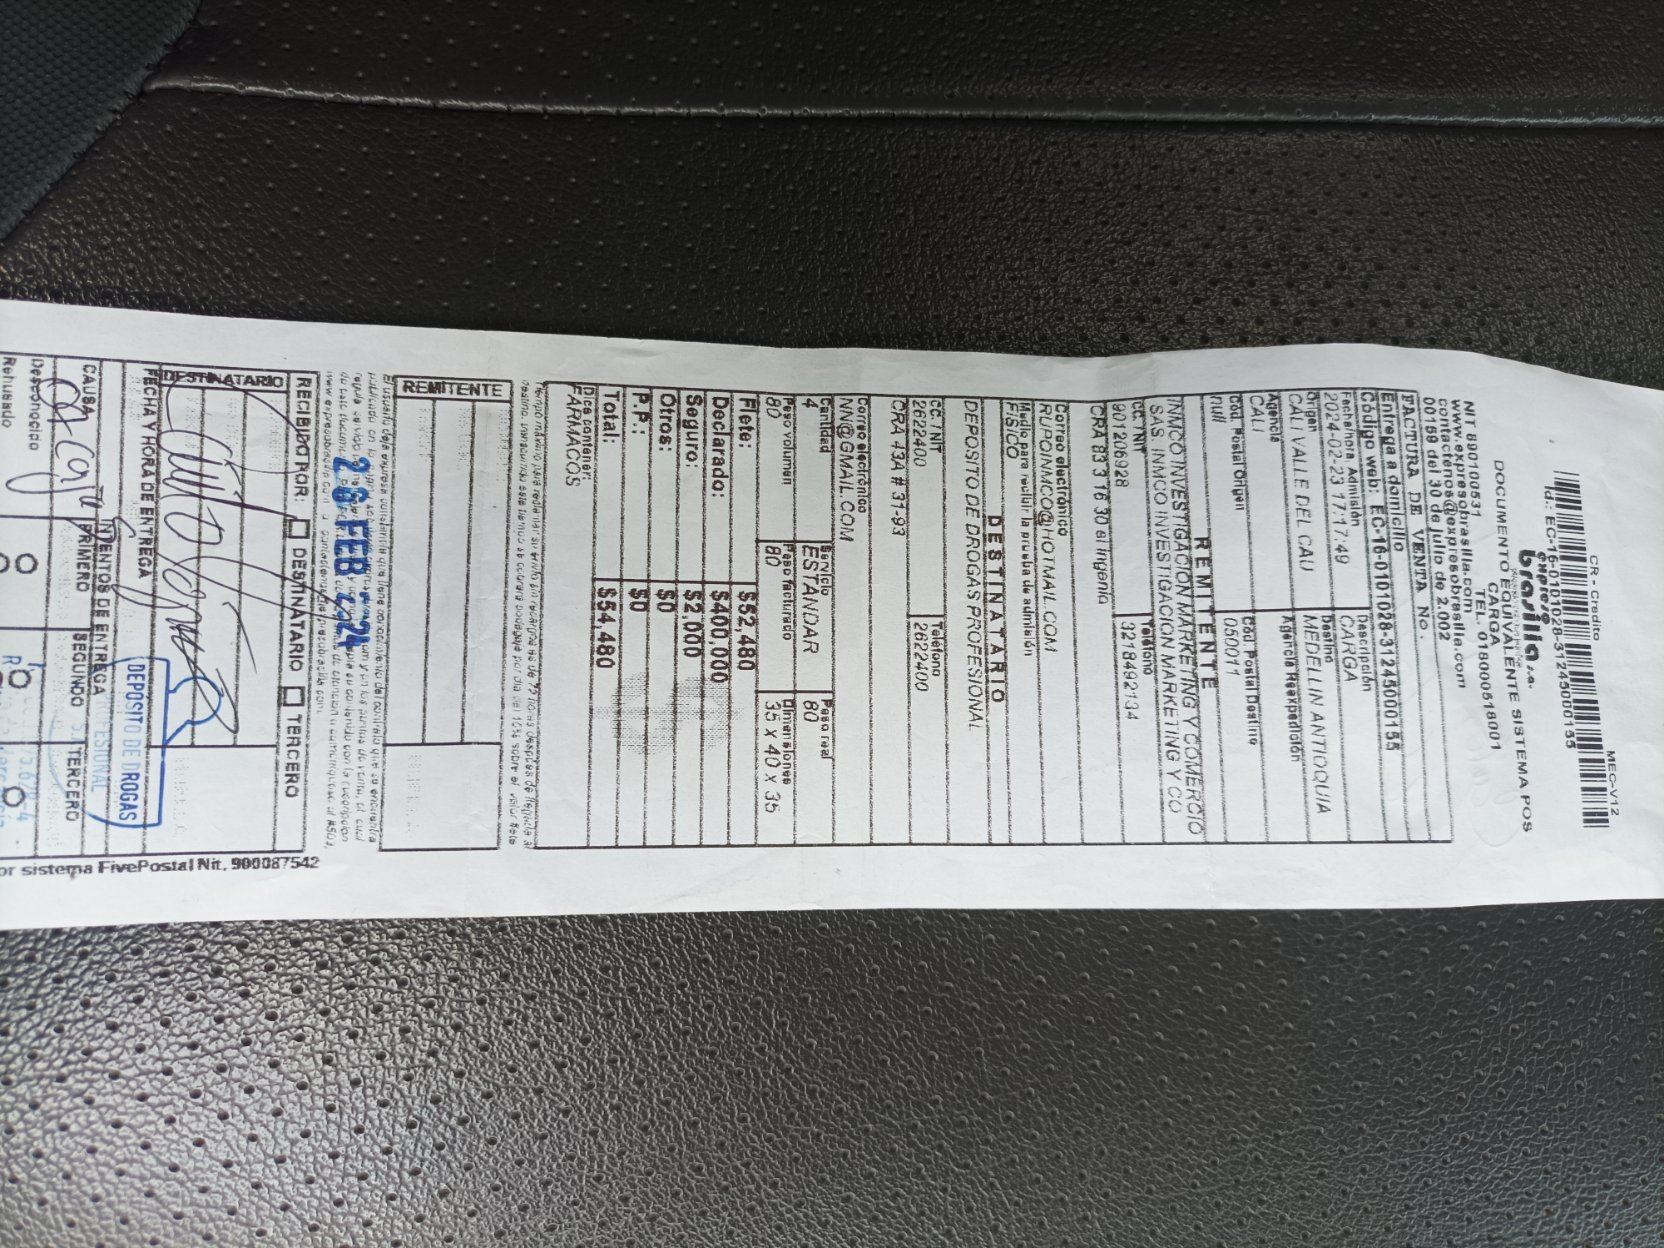 MEC-V12
CR - Credito
Id.: EC-16-0101028-3124500155
expreso
brasilia s.a.
DOCUMENTO EQUIVALENTE SISTEMA POS
CARGA
NIT 890100531 TEL. 018000518001
www.expresobrasilia.com
contactenos@expresobrasilia.com
00159 del 30 de julio de 2.002
FACTURA DE VENTA No.
Entrega a domicilio
Código web: EC-16-0101028-3124500155
Fecha/hora Admisión Descripción
2024-02-23 17:17:49 CARGA
Origen Destino
CALI VALLE DEL CAU MEDELLIN ANTIOQUIA
Agencia Agencia Reexpedición
CALI
Cód. Postal Origen Cód. Postal Destino
null 050011
REMITENTE
INMCO INVESTIGACION MARKETING Y COMERCIO
SAS. INMCO INVESTIGACION MARKETING Y CO
CC / NIT Teléfono
901206928 3218492134
CRA 83 3 16 30 el ingenio
Correo electrónico
RUPOINMCO@HOTMAIL.COM
Medio para recibir la prueba de admisión
FISICO
DESTINATARIO
DEPOSITO DE DROGAS PROFESIONAL
CC / NIT Teléfono
2622400 2622400
CRA 43A # 31-93
Correo electrónico
NN@GMAIL.COM
Cantidad Servicio Peso real
4 ESTANDAR 80
Peso volumen Peso facturado Dimensiones
80 80 35 x 40 x 35
Flete: $52,480
Declarado: $400,000
Seguro: $2,000
Otros: $0
P.P.: $0
Total: $54,480
Dice contener:
FARMACOS
REMITENTE
26 FEB 2024
RECIBIDO POR: DESTINATARIO TERCERO
DESTINATARIO
FECHA Y HORA DE ENTREGA
DEPOSITO DE DROGAS
INTENTOS DE ENTREGA
CAUSA PRIMERO SEGUNDO TERCERO
Desconocido
Rehusado
or sistema FivePostal Nit. 900087542